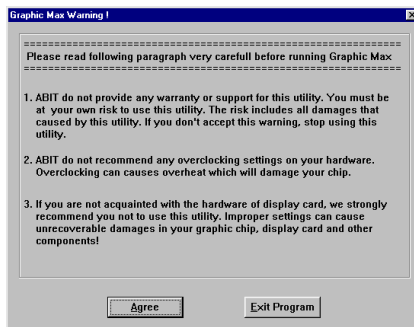 Graphic Max Warning !
==================================================
Please read following paragraph very carefull before running Graphic Max
==================================================
1. ABIT do not provide any warranty or support for this utility. You must be
at your own risk to use this utility. The risk includes all damages that
caused by this utility. If you don't accept this warning, stop using this
utility.
2. ABIT do not recommend any overclocking settings on your hardware.
Overclocking can causes overheat which will damage your chip.
3. If you are not acquainted with the hardware of display card, we strongly
recommend you not to use this utility. Improper settings can cause
unrecoverable damages in your graphic chip, display card and other
components!
Agree
Exit Program